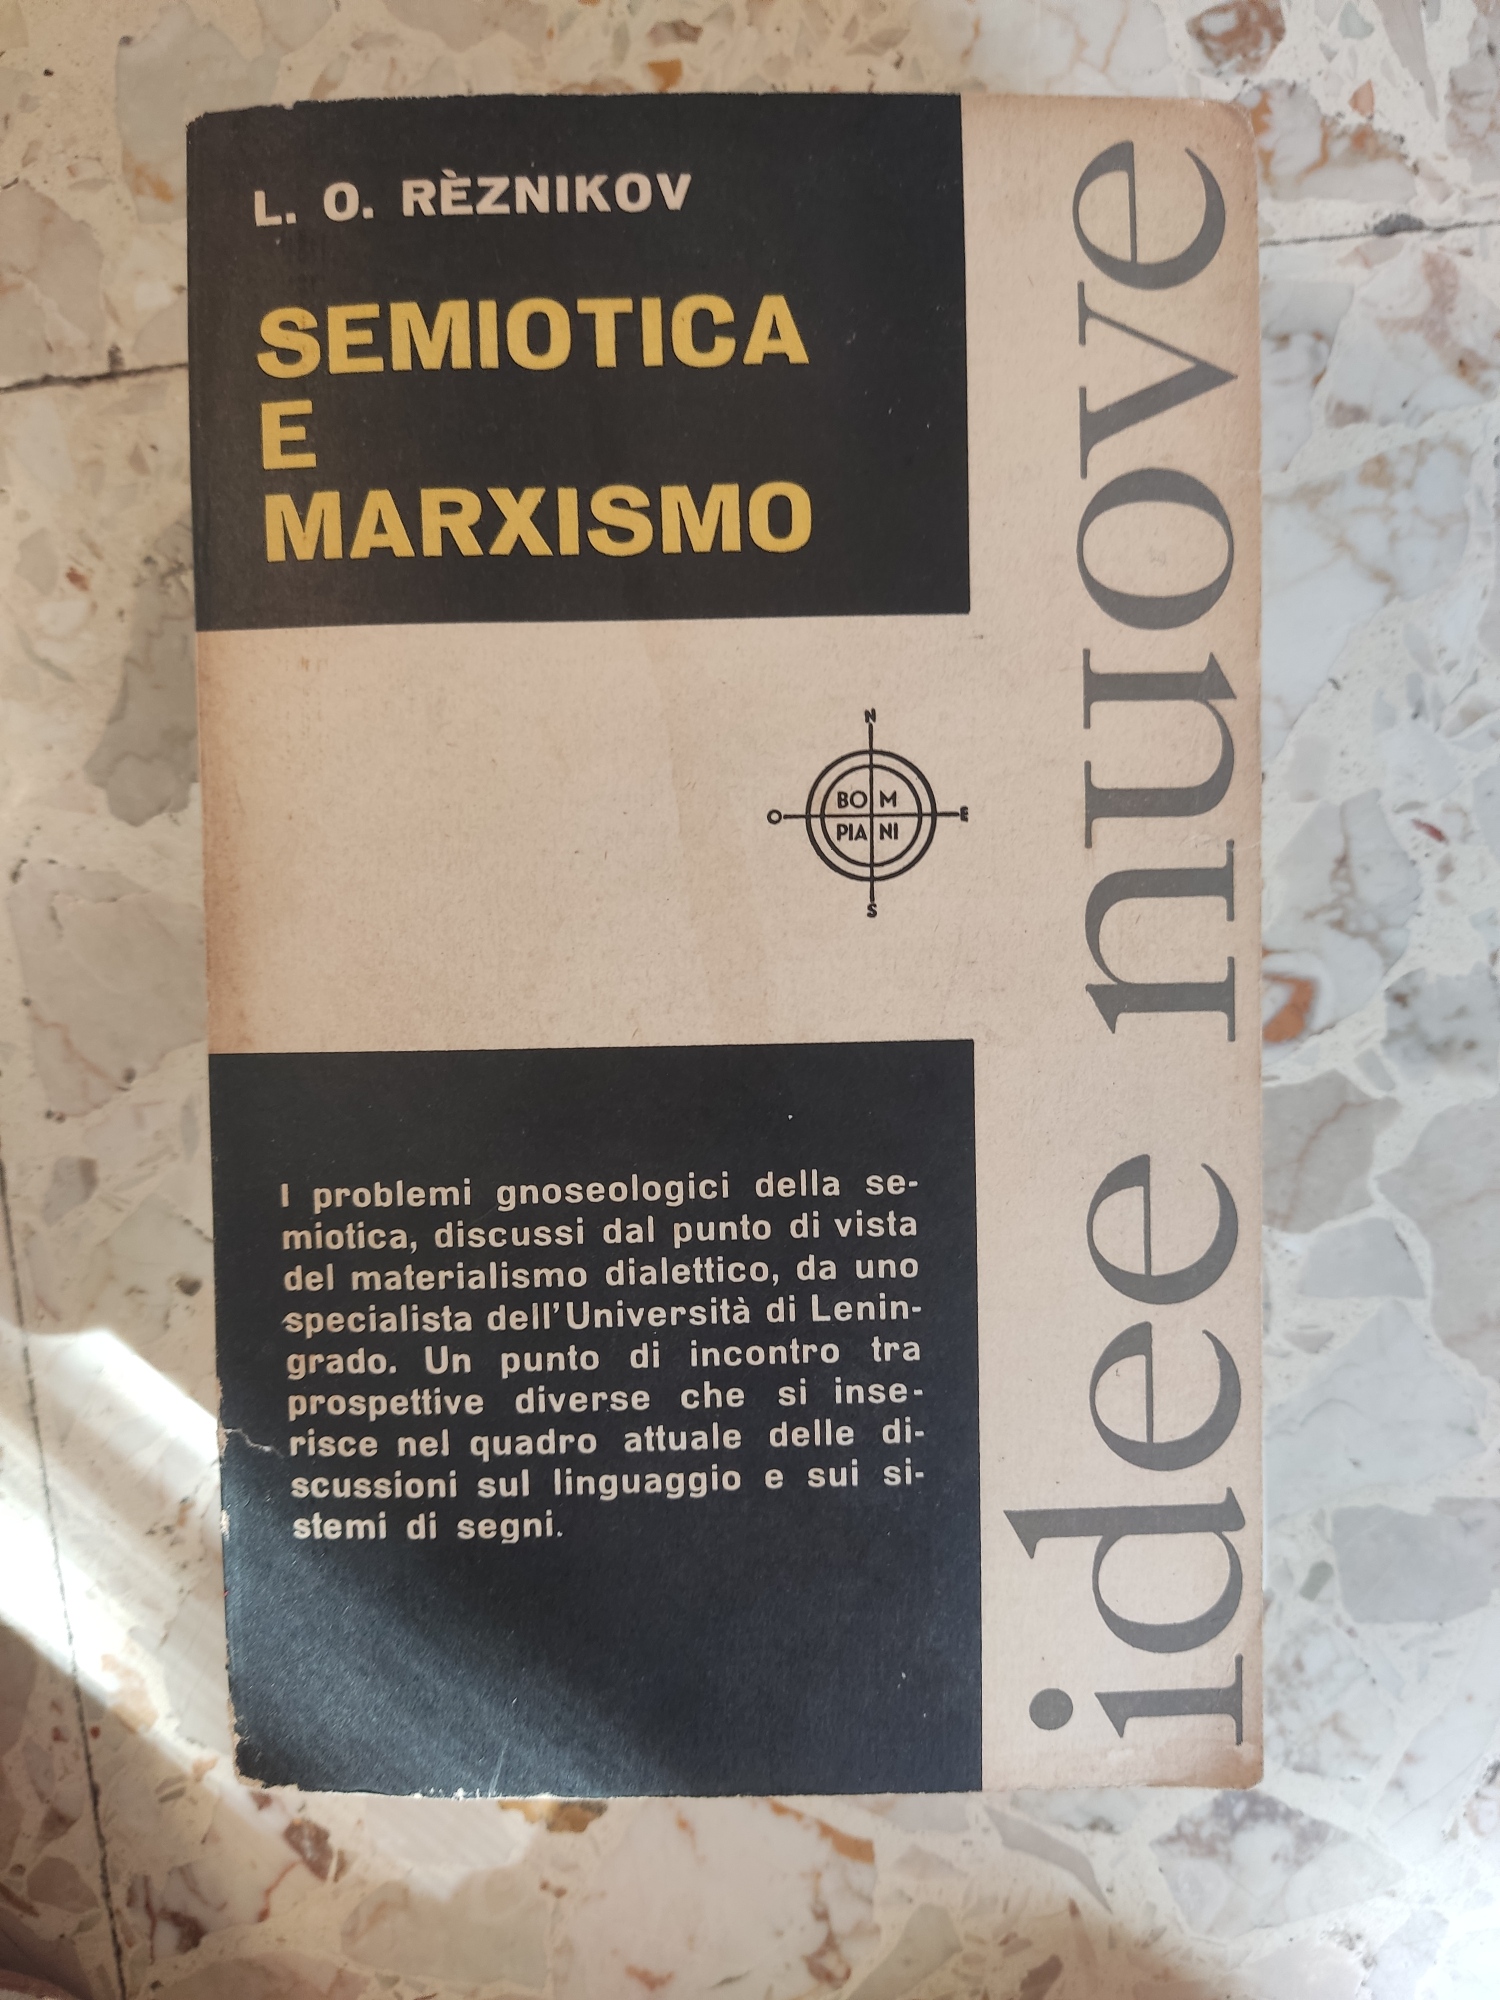 L. O. RÈZNIKOV
SEMIOTICA
E
MARXISMO
N
BO M
O E
PIA NI
S
I problemi gnoseologici della se-
miotica, discussi dal punto di vista
del materialismo dialettico, da uno
specialista dell'Università di Lenin-
grado. Un punto di incontro tra
prospettive diverse che si inse-
risce nel quadro attuale delle di-
scussioni sul linguaggio e sui si-
stemi di segni.
idee nuove